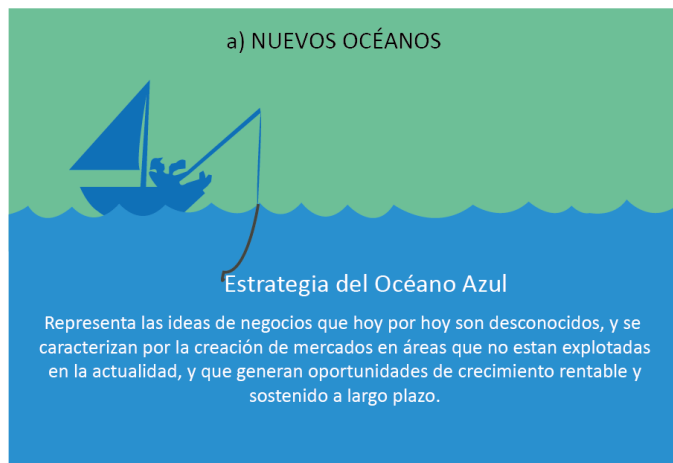 a) NUEVOS OCÉANOS
Estrategia del Océano Azul
Representa las ideas de negocios que hoy por hoy son desconocidos, y se
caracterizan por la creación de mercados en áreas que no estan explotadas
en la actualidad, y que generan oportunidades de crecimiento rentable y
sostenido a largo plazo.